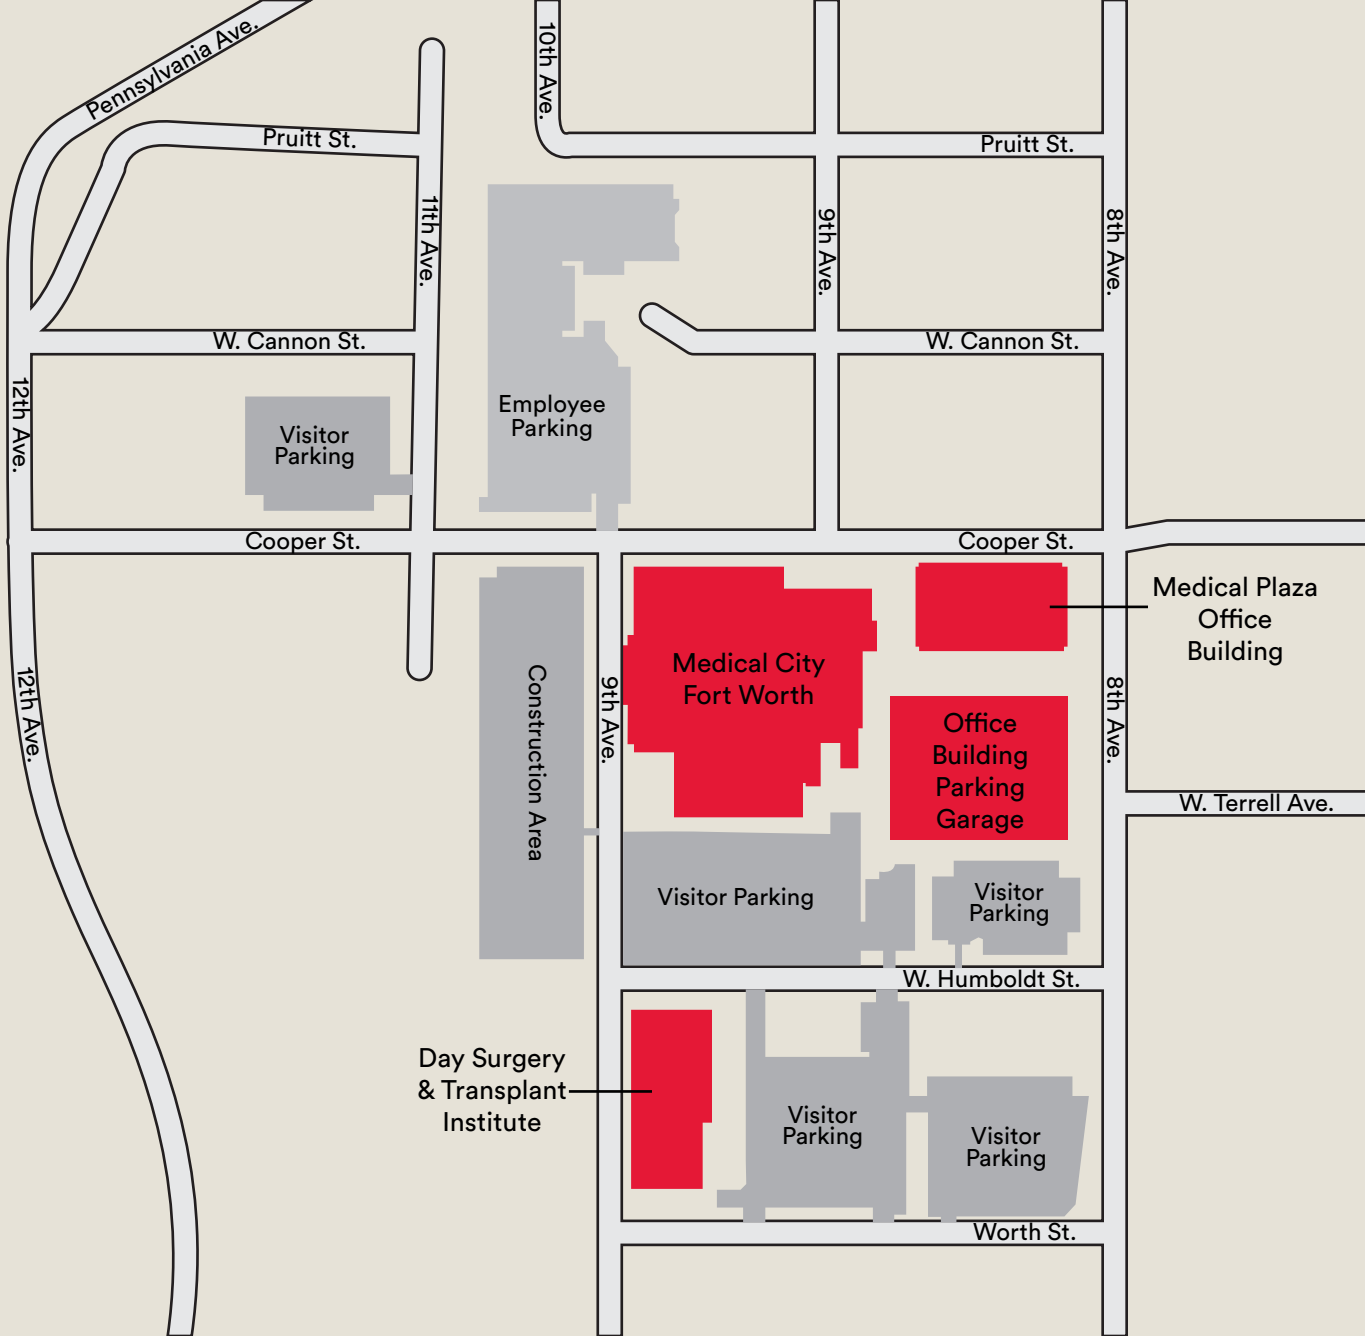 Pennsylvania Ave.
10th Ave.
Pruitt St.
Pruitt St.
11th Ave.
9th Ave.
8th Ave.
W. Cannon St.
W. Cannon St.
12th Ave.
Employee
Parking
Visitor
Parking
Cooper St.
Cooper St.
Medical Plaza
Office
Building
Medical City
Fort Worth
12th Ave.
Construction Area
9th Ave.
8th Ave.
Office
Building
Parking
Garage
W. Terrell Ave.
Visitor Parking
Visitor
Parking
W. Humboldt St.
Day Surgery
& Transplant
Institute
Visitor
Parking
Visitor
Parking
Worth St.